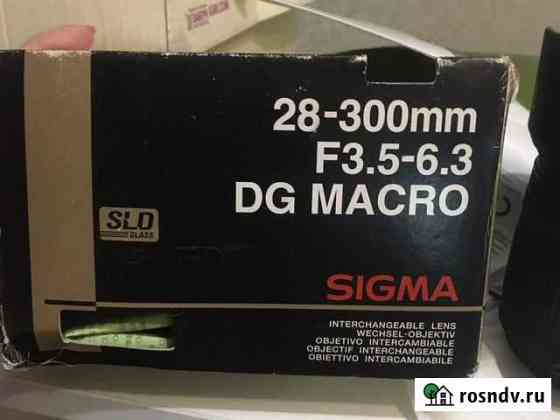 28-300mm
F3.5-6.3
DG MACRO
SLD
GLASS
SIGMA
INTERCHANGEABLE LENS
WECHSEL-OBJEKTIV
OBJETIVO INTERCAMBIABLE
OBJECTIF INTERCHANGEABLE
OBIETTIVO INTERCAMBIABILE
rosndv.ru